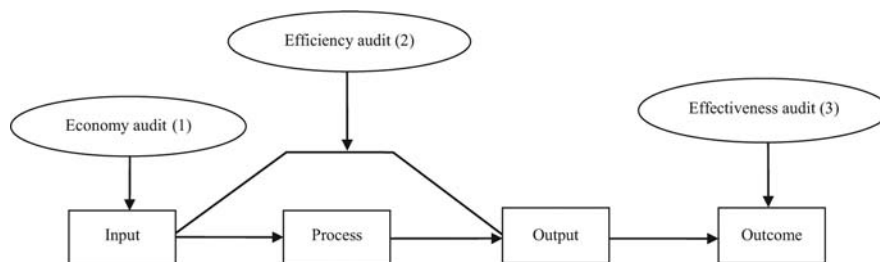 Efficiency audit (2)
Economy audit (1)
Effectiveness audit (3)
Input
Process
Output
Outcome